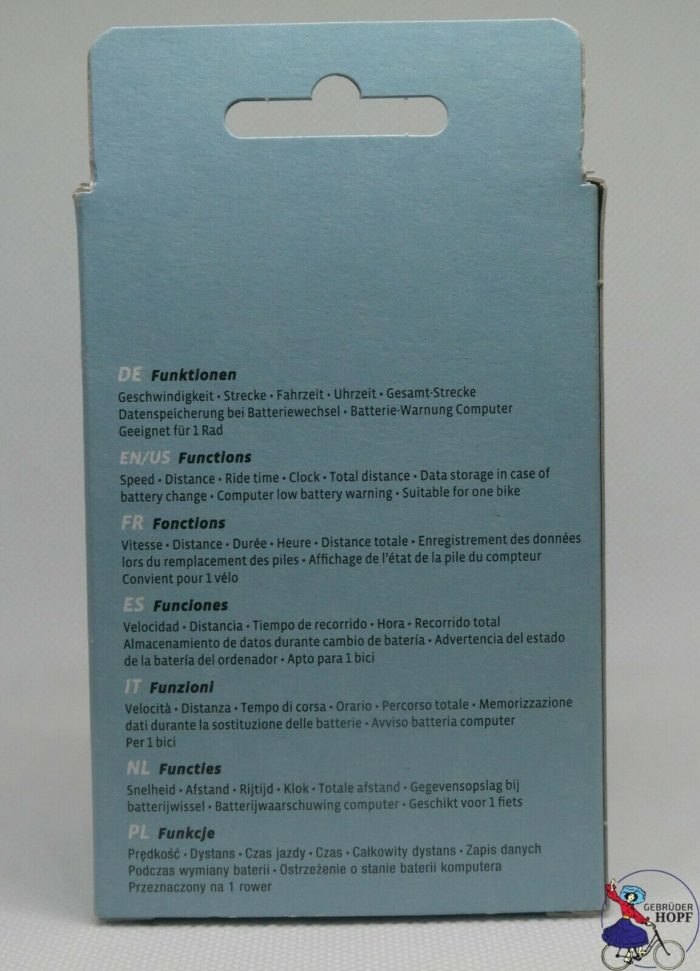 DE Funktionen
Geschwindigkeit • Strecke • Fahrzeit • Uhrzeit • Gesamt-Strecke
Datenspeicherung bei Batteriewechsel • Batterie-Warnung Computer
Geeignet für 1 Rad
EN/US Functions
Speed • Distance • Ride time • Clock • Total distance • Data storage in case of
battery change • Computer low battery warning • Suitable for one bike
FR Fonctions
Vitesse • Distance • Durée • Heure • Distance totale • Enregistrement des données
lors du remplacement des piles • Affichage de l'état de la pile du compteur
Convient pour 1 vélo
ES Funciones
Velocidad • Distancia • Tiempo de recorrido • Hora • Recorrido total
Almacenamiento de datos durante cambio de batería • Advertencia del estado
de la batería del ordenador • Apto para 1 bici
IT Funzioni
Velocità • Distanza • Tempo di corsa • Orario • Percorso totale • Memorizzazione
dati durante la sostituzione delle batterie • Avviso batteria computer
Per 1 bici
NL Functies
Snelheid • Afstand • Rijtijd • Klok • Totale afstand • Gegevensopslag bij
batterijwissel • Batterijwaarschuwing computer • Geschikt voor 1 fiets
PL Funkcje
Prędkość • Dystans • Czas jazdy • Czas • Całkowity dystans • Zapis danych
Podczas wymiany baterii • Ostrzeżenie o stanie baterii komputera
Przeznaczony na 1 rower
GEBRÜDER
HOPF